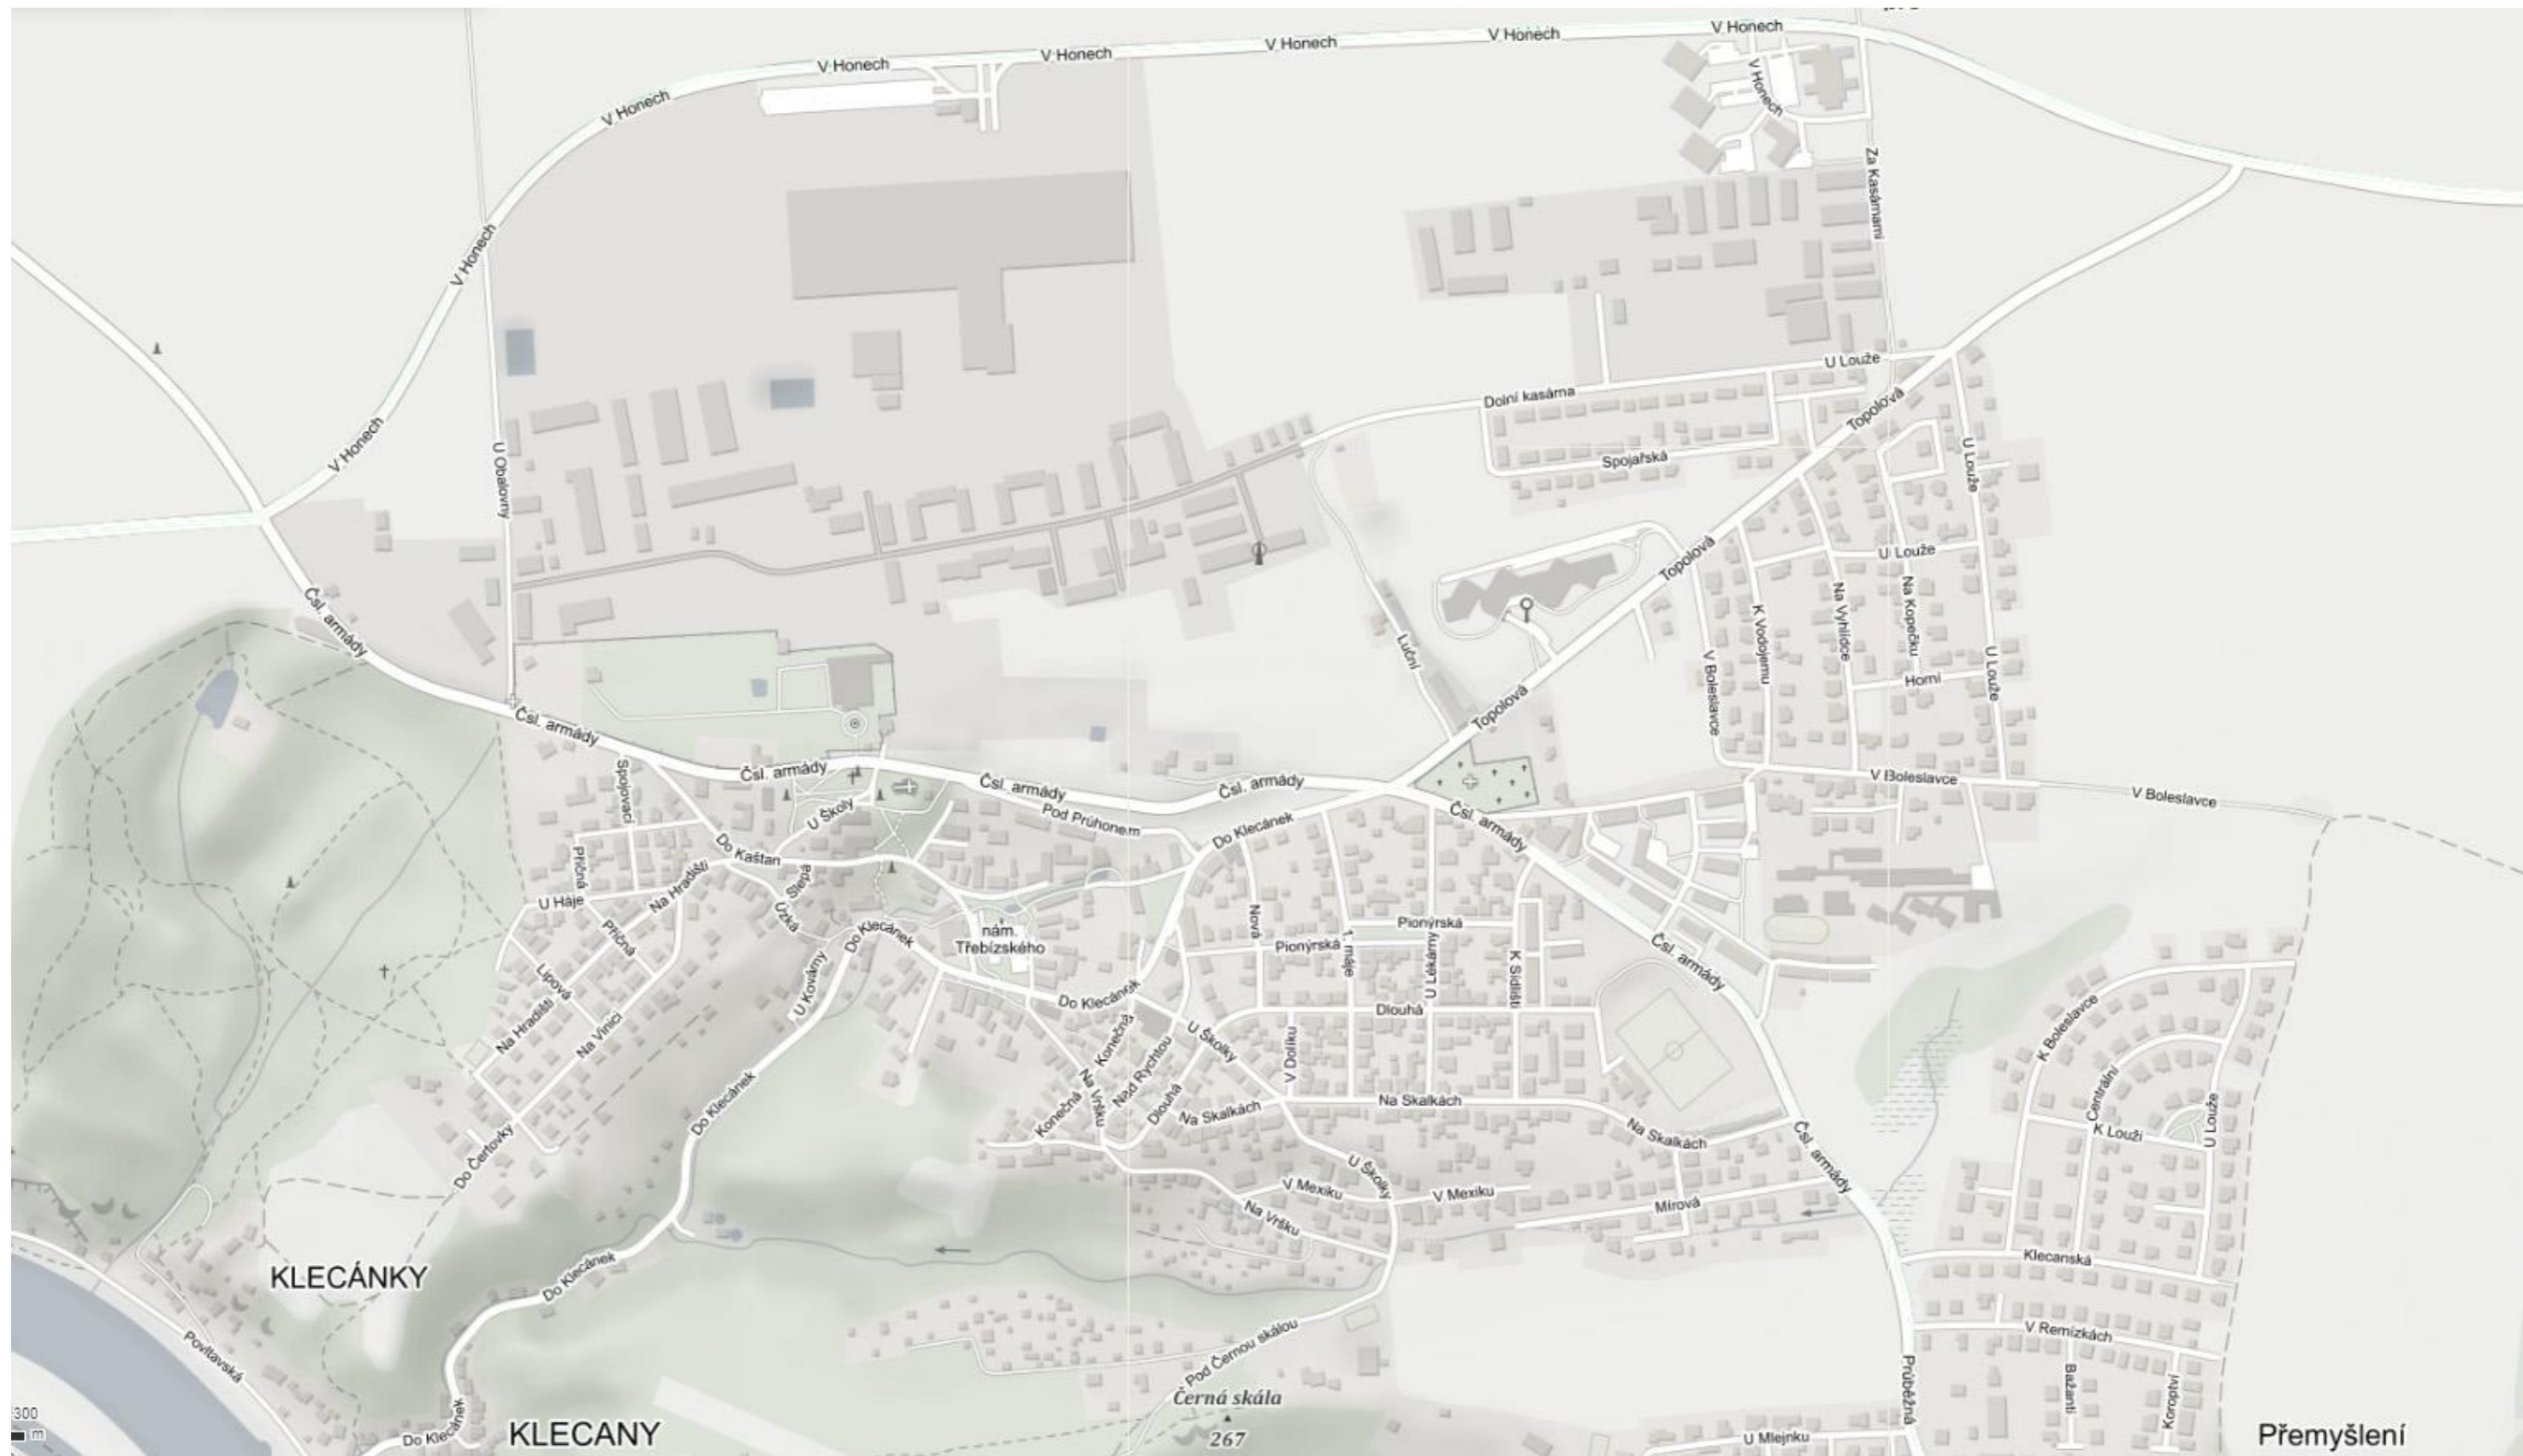 V Honech
V Honech
V Honech
V Honech
V Honech
V Honech
V Honech
V Honech
V Honech
Za Kasárnami
U Obalovny
U Louže
Dolní kasárna
Topolová
Spojařská
U Louže
Topolová
U Louže
Čsl. armády
K Vodojemu
Na Vyhlídce
Na Kopečku
Luční
V Boleslavce
Horní
U Louže
Topolová
Čsl. armády
Čsl. armády
Čsl. armády
Čsl. armády
V Boleslavce
V Boleslavce
Spojovací
U Školy
Pod Průhonem
Do Klecánek
Čsl. armády
Do Kaštan
Příčná
Na Hradišti
Slepá
Úzká
U Háje
Příčná
Do Klecánek
nám.
Třebízského
Nová
Pionýrská
Pionýrská
1. máje
U Lékárny
K Sídlišti
Čsl. armády
Lipová
U Kovárny
Do Klecánek
Dlouhá
Na Hradišti
Na Vinici
Konečná
U Školky
V Dolíku
K Boleslavce
Do Klecánek
Na Vršku
Nad Rychtou
Konečná
Dlouhá
Na Skalkách
Na Skalkách
Na Skalkách
Centrální
K Louži
U Louže
Do Čertovky
Čsl. armády
U Školky
V Mexiku
V Mexiku
Mírová
Na Vršku
Klecanská
KLECÁNKY
Do Klecánek
Pod Černou skálou
V Remízkách
Povltavská
Průběžná
Bažantí
Koroptví
Černá skála
267
300
m
Do Klecánek
KLECANY
U Mlejnku
Přemyšlení